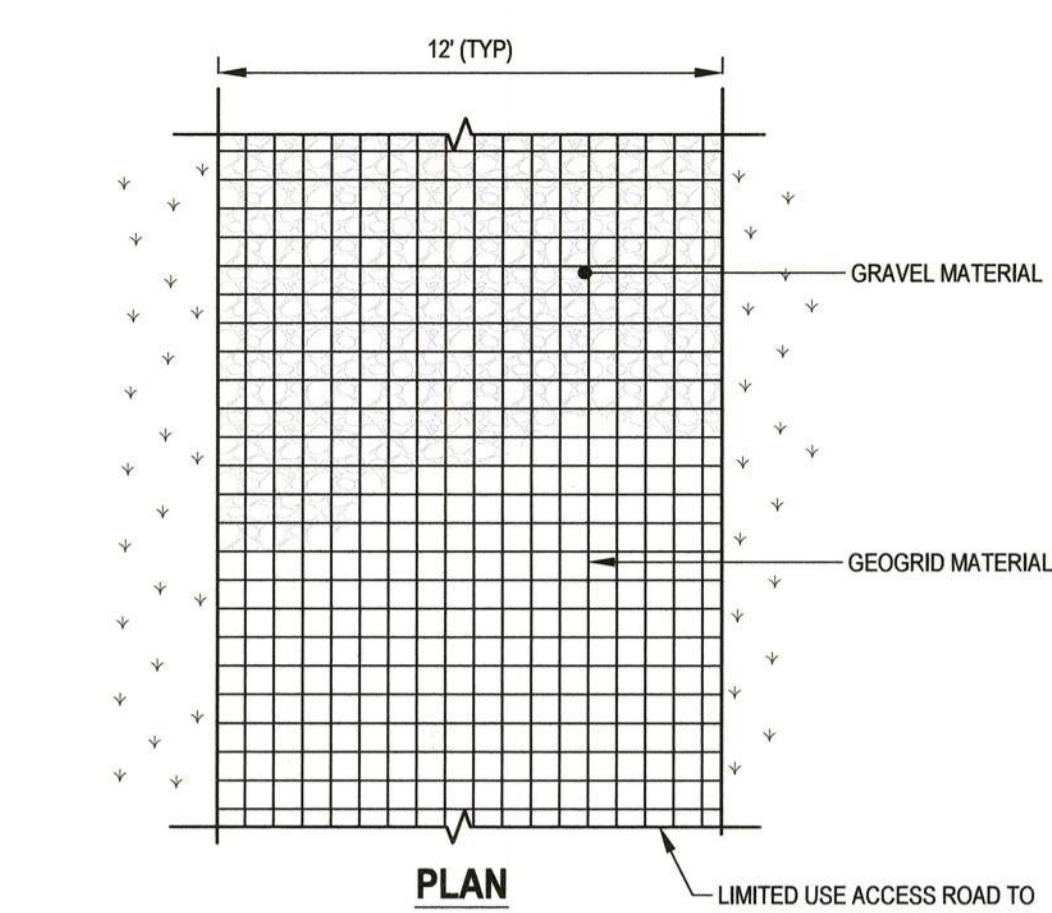 12' (TYP)
GRAVEL MATERIAL
GEOGRID MATERIAL
PLAN
LIMITED USE ACCESS ROAD TO